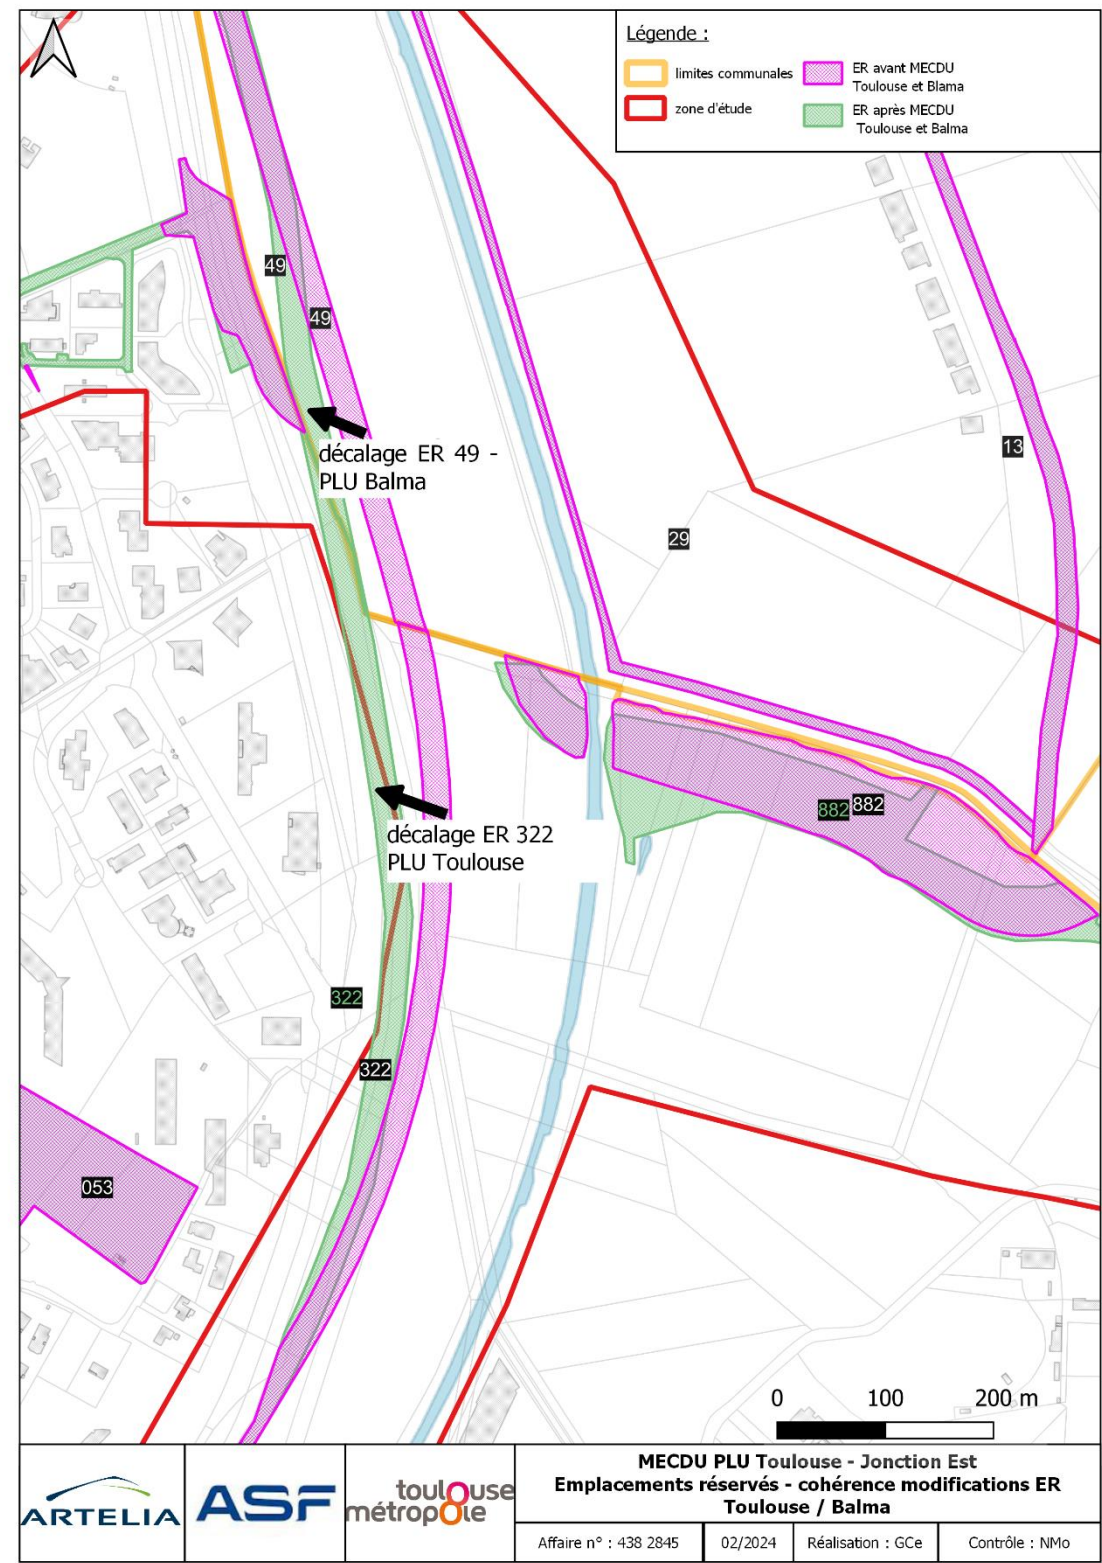 Légende :
limites communales
zone d'étude
ER avant MECDU
Toulouse et Blama
ER après MECDU
Toulouse et Balma
49
49
décalage ER 49 -
PLU Balma
13
29
882
882
décalage ER 322
PLU Toulouse
322
322
053
0 100 200 m
ARTELIA
ASF
toulouse
métropole
MECDU PLU Toulouse - Jonction Est
Emplacements réservés - cohérence modifications ER
Toulouse / Balma
Affaire n° : 438 2845
02/2024
Réalisation : GCe
Contrôle : NMo